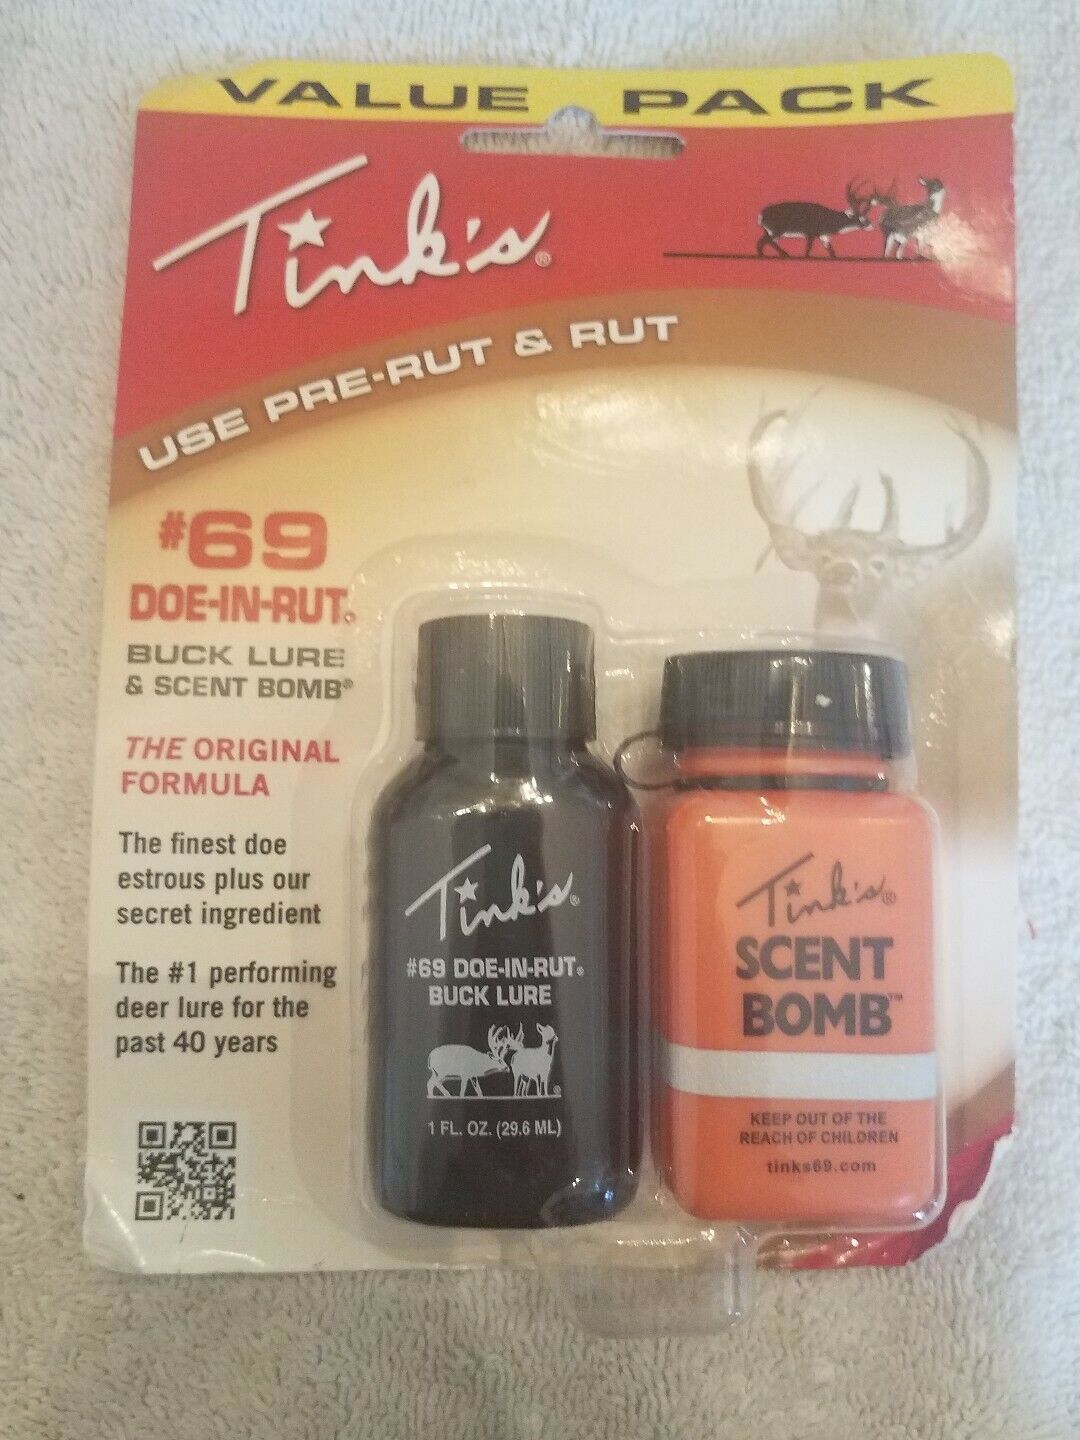 VALUE PACK
Tink's®
USE PRE-RUT & RUT
#69
DOE-IN-RUT®
BUCK LURE
& SCENT BOMB®
THE ORIGINAL
FORMULA
The finest doe
estrous plus our
secret ingredient
The #1 performing
deer lure for the
past 40 years
Tink's®
#69 DOE-IN-RUT®
BUCK LURE
®
1 FL. OZ. (29.6 ML)
Tink's®
SCENT
BOMB™
KEEP OUT OF THE
REACH OF CHILDREN
tinks69.com